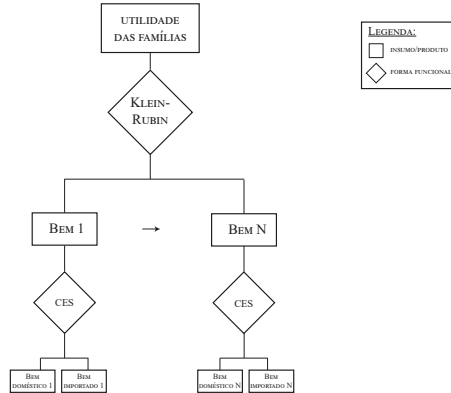 UTILIDADE
DAS FAMÍLIAS
LEGENDA:
INSUMO/PRODUTO
FORMA FUNCIONAL
KLEIN-
RUBIN
BEM 1
→
BEM N
CES
CES
BEM
DOMÉSTICO 1
BEM
IMPORTADO 1
BEM
DOMÉSTICO N
BEM
IMPORTADO N